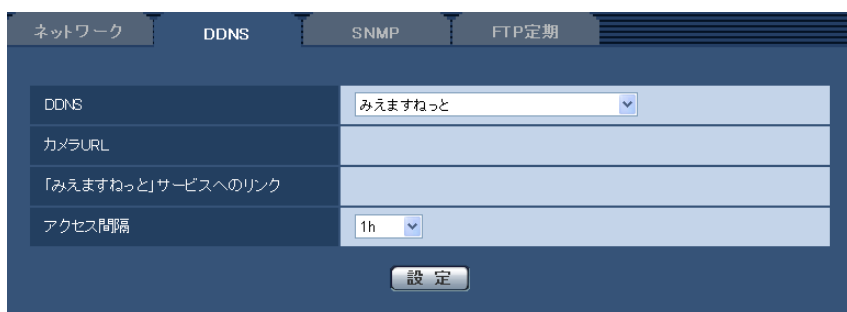 ネットワーク DDNS SNMP FTP定期
DDNS みえますねっと
カメラURL
「みえますねっと」サービスへのリンク
アクセス間隔 1h
設定